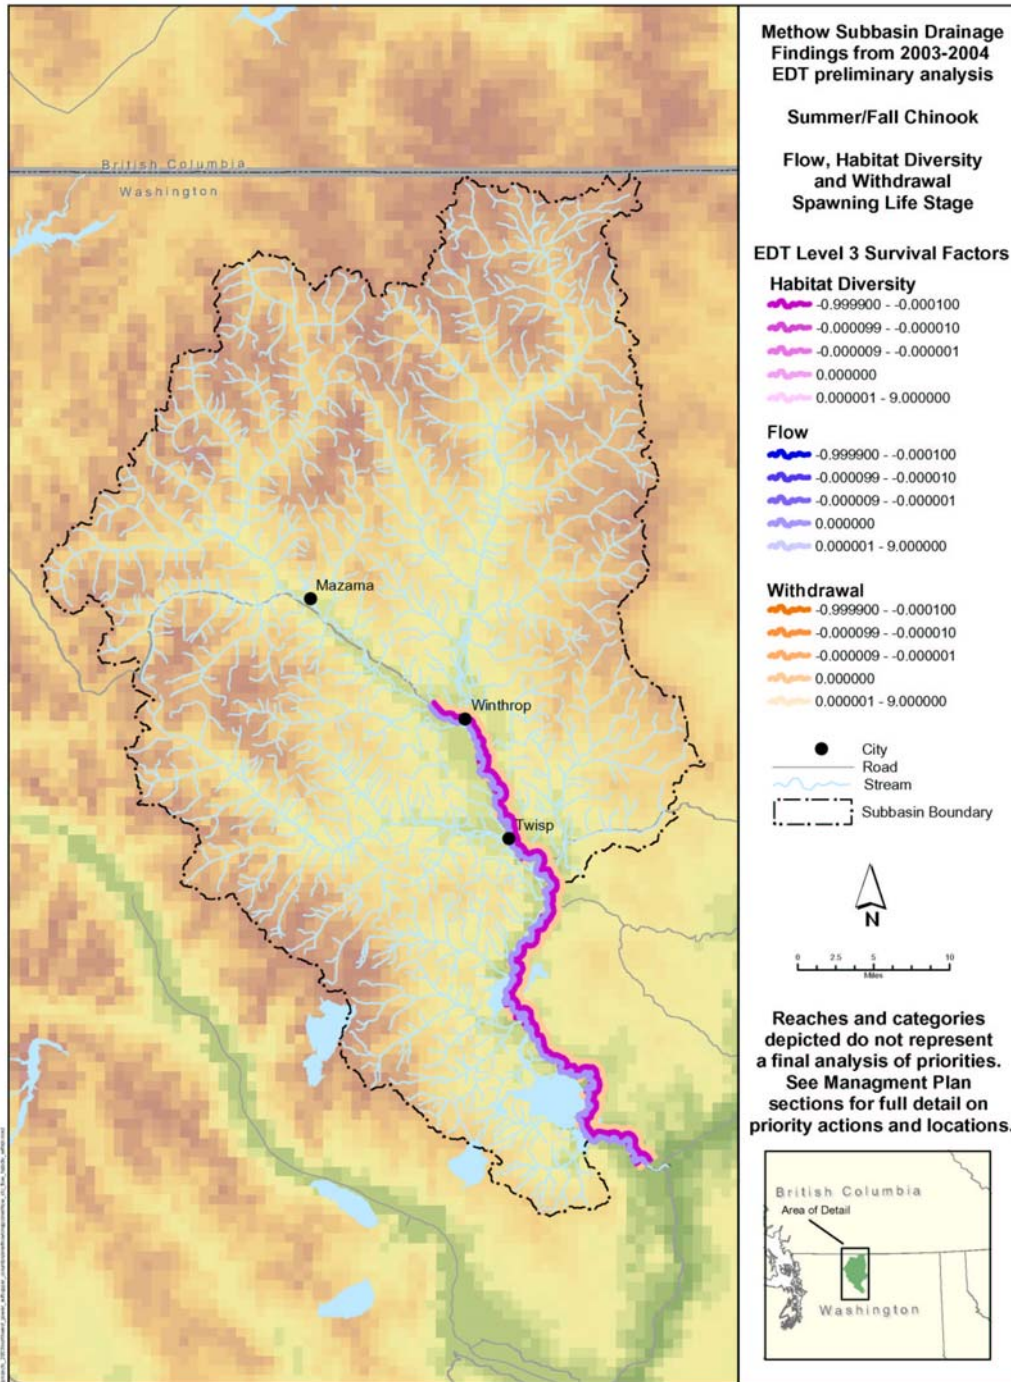 British Columbia
Washington
Mazama
Winthrop
Twisp
Methow Subbasin Drainage
Findings from 2003-2004
EDT preliminary analysis
Summer/Fall Chinook
Flow, Habitat Diversity
and Withdrawal
Spawning Life Stage
EDT Level 3 Survival Factors
Habitat Diversity
-0.999900 - -0.000100
-0.000099 - -0.000010
-0.000009 - -0.000001
0.000000
0.000001 - 9.000000
Flow
-0.999900 - -0.000100
-0.000099 - -0.000010
-0.000009 - -0.000001
0.000000
0.000001 - 9.000000
Withdrawal
-0.999900 - -0.000100
-0.000099 - -0.000010
-0.000009 - -0.000001
0.000000
0.000001 - 9.000000
City
Road
Stream
Subbasin Boundary
N
0 2.5 5 10
Miles
Reaches and categories
depicted do not represent
a final analysis of priorities.
See Managment Plan
sections for full detail on
priority actions and locations.
British Columbia
Area of Detail
Washington